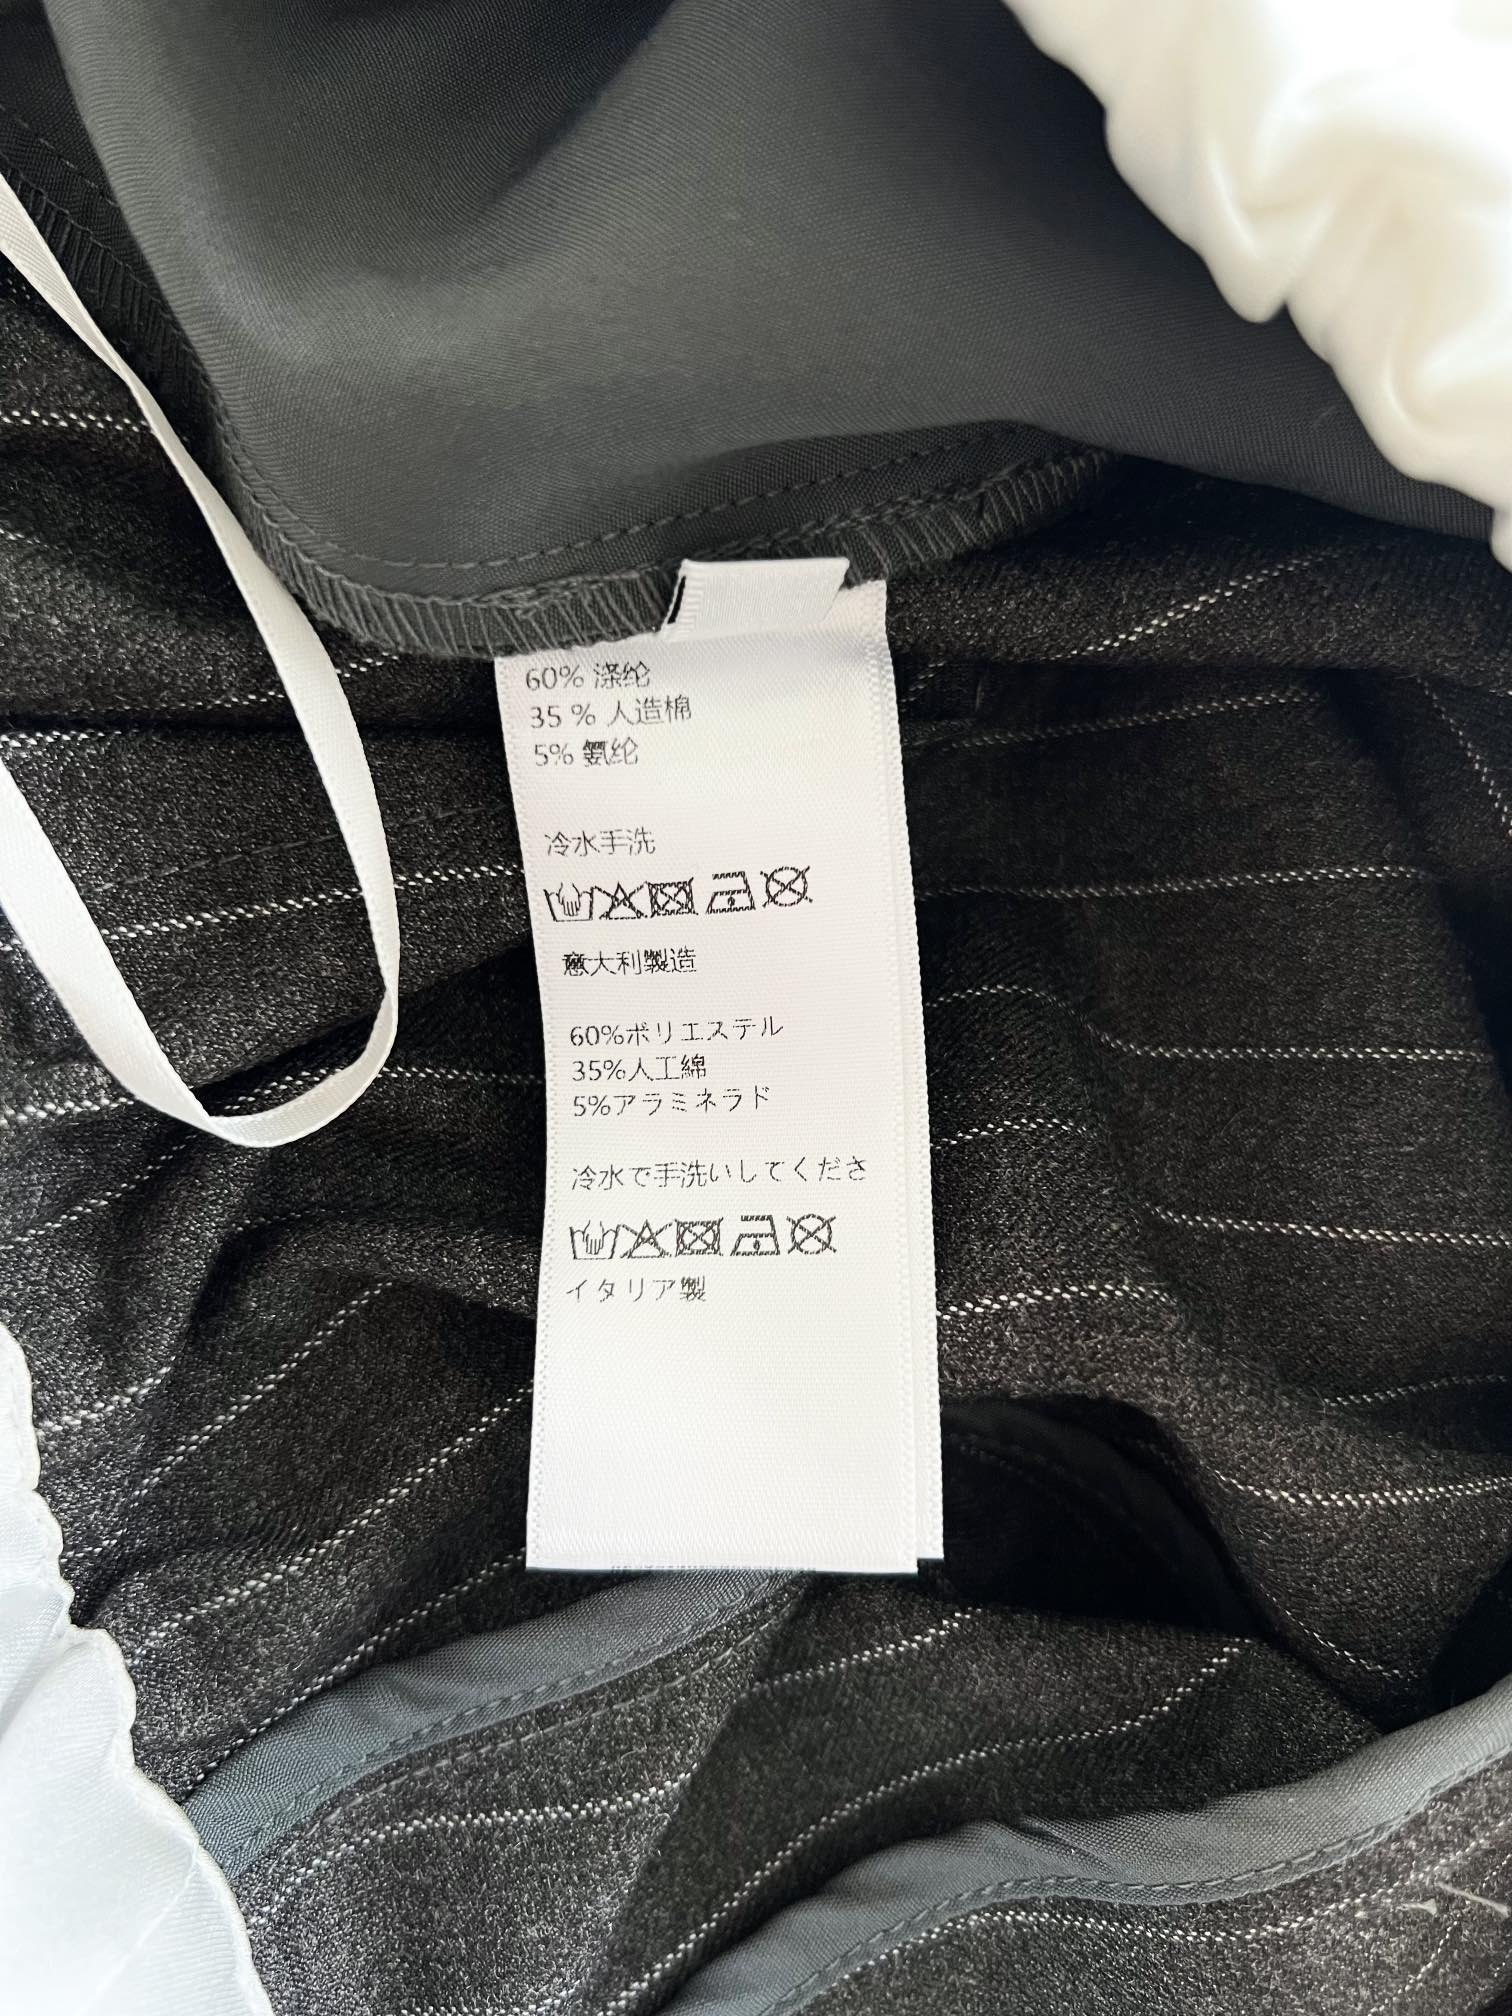 60% 涤纶
35 % 人造棉
5% 氨纶
冷水手洗
意大利製造
60%ポリエステル
35%人工綿
5%アラミネラド
冷水で手洗いしてくださ
イタリア製